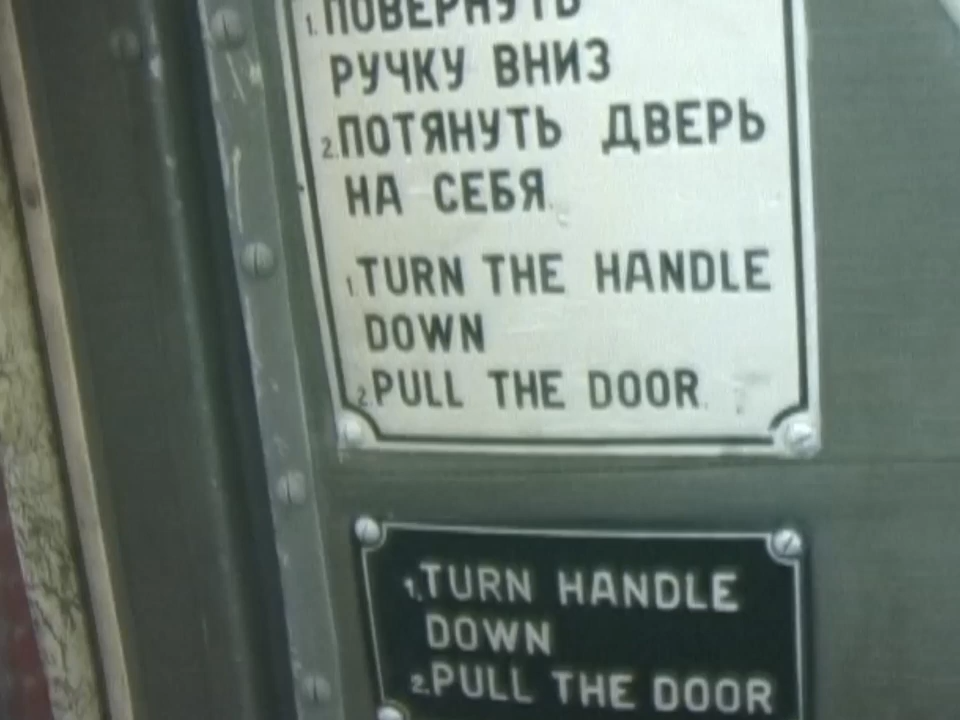 1. ПОВЕРНУТЬ
РУЧКУ ВНИЗ
2. ПОТЯНУТЬ ДВЕРЬ
НА СЕБЯ.
1. TURN THE HANDLE
DOWN
2. PULL THE DOOR.
1. TURN HANDLE
DOWN
2. PULL THE DOOR